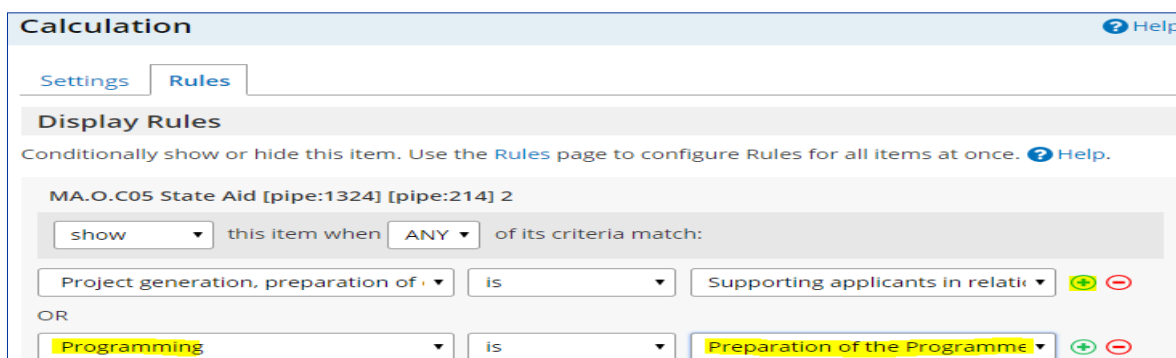 Calculation Help
Settings Rules
Display Rules
Conditionally show or hide this item. Use the Rules page to configure Rules for all items at once. Help.
MA.O.C05 State Aid [pipe:1324] [pipe:214] 2
show this item when ANY of its criteria match:
Project generation, preparation of is Supporting applicants in relati
OR
Programming is Preparation of the Programme